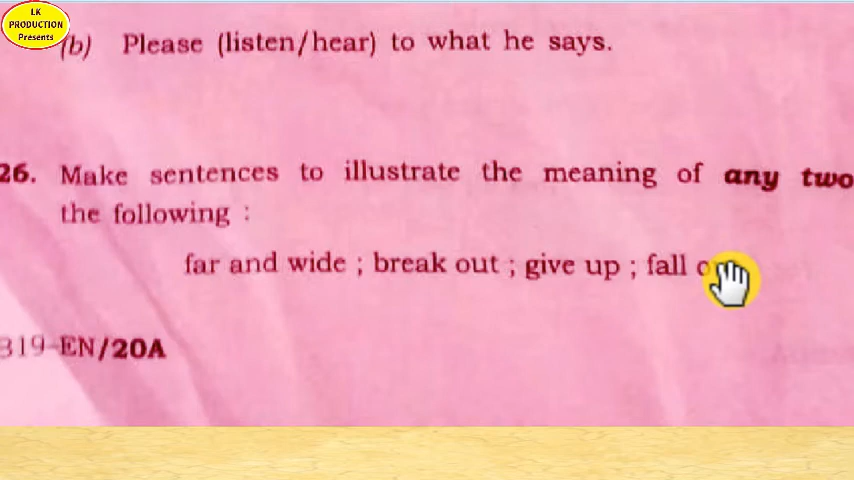 LK
PRODUCTION
Presents
(b) Please (listen/hear) to what he says.
26. Make sentences to illustrate the meaning of any two
the following :
far and wide ; break out ; give up ; fall
319-EN/20A